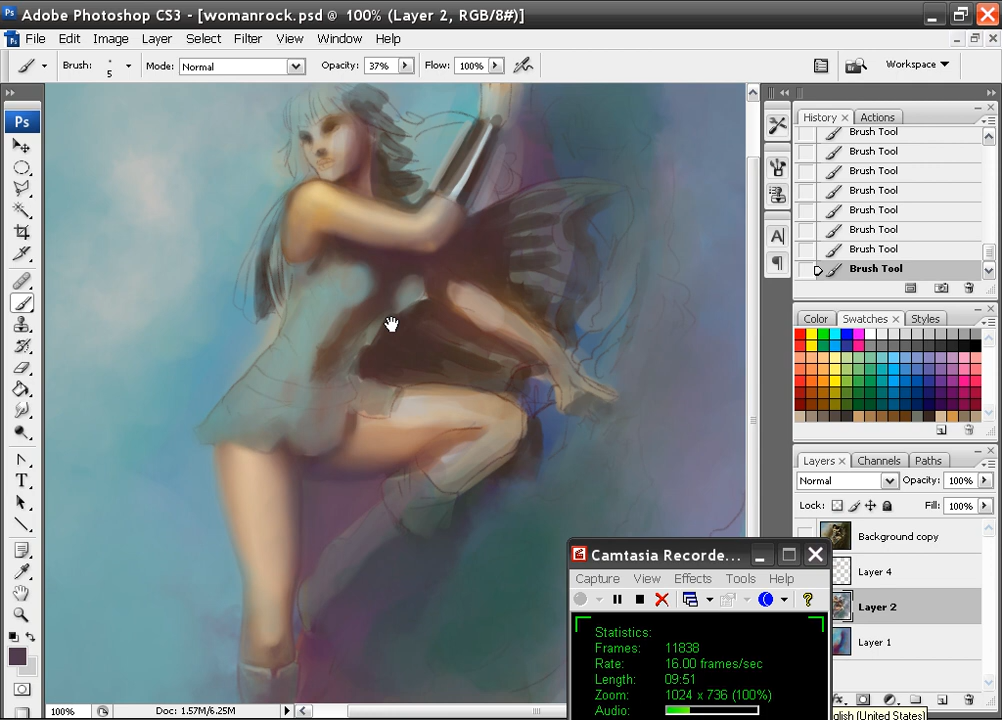 Adobe Photoshop CS3 - [womanrock.psd @ 100% (Layer 2, RGB/8#)]
File Edit Image Layer Select Filter View Window Help
Brush: 5 Mode: Normal Opacity: 37% Flow: 100% Workspace
Ps
History Actions
Brush Tool
Brush Tool
Brush Tool
Brush Tool
Brush Tool
Brush Tool
Brush Tool
Brush Tool
Color Swatches Styles
Layers Channels Paths
Normal Opacity: 100%
Lock: Fill: 100%
Background copy
Layer 4
Layer 2
Layer 1
Camtasia Recorde...
Capture View Effects Tools Help
Statistics:
Frames: 11838
Rate: 16.00 frames/sec
Length: 09:51
Zoom: 1024 x 736 (100%)
Audio:
100% Doc: 1.57M/6.25M
glish (United States)